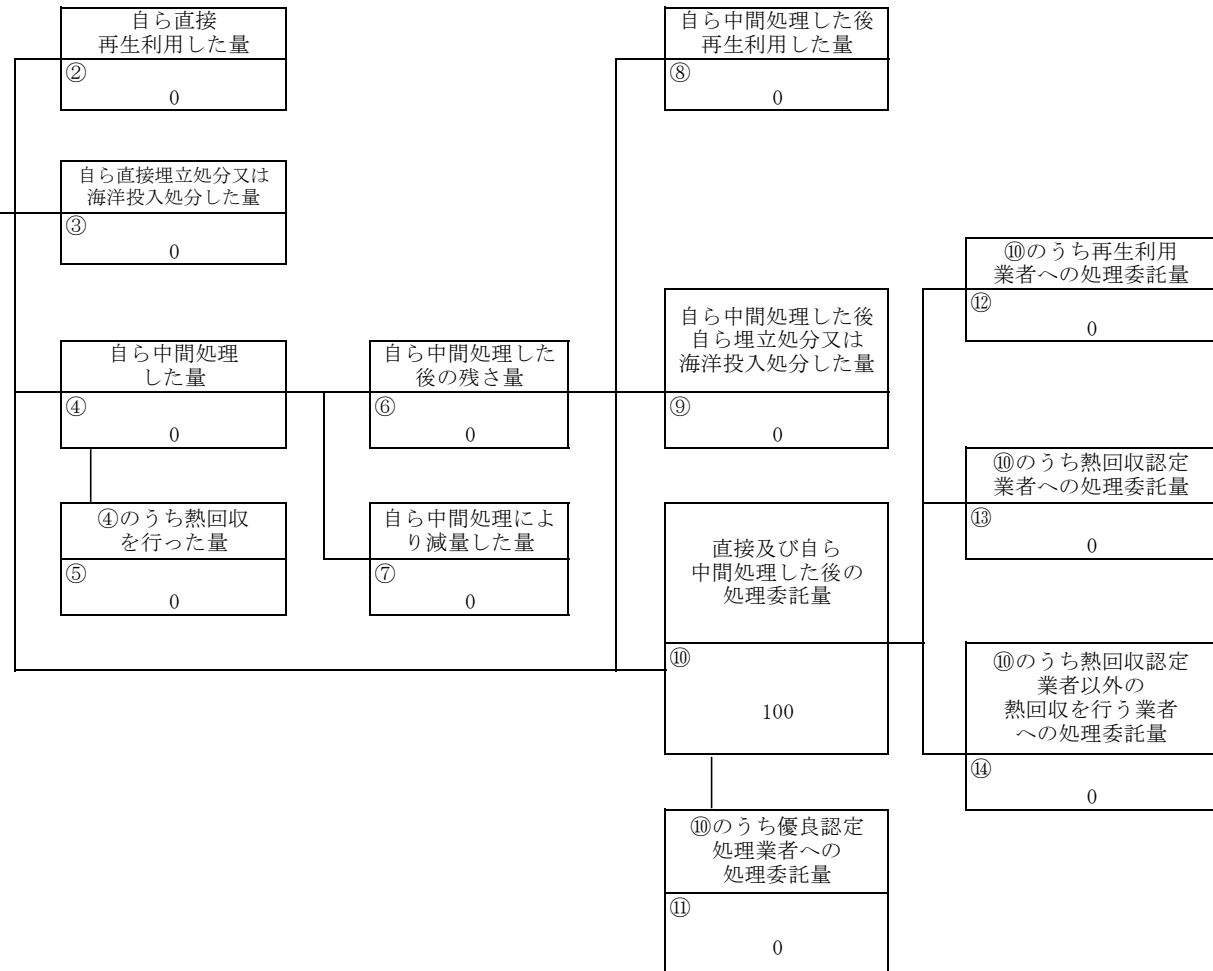 自ら直接
再生利用した量
②
0
自ら中間処理した後
再生利用した量
⑧
0
自ら直接埋立処分又は
海洋投入処分した量
③
0
⑩のうち再生利用
業者への処理委託量
⑫
0
自ら中間処理
した量
④
0
自ら中間処理した
後の残さ量
⑥
0
自ら中間処理した後
自ら埋立処分又は
海洋投入処分した量
⑨
0
⑩のうち熱回収認定
業者への処理委託量
⑬
0
④のうち熱回収
を行った量
⑤
0
自ら中間処理によ
り減量した量
⑦
0
直接及び自ら
中間処理した後の
処理委託量
⑩
100
⑩のうち熱回収認定
業者以外の
熱回収を行う業者
への処理委託量
⑭
0
⑩のうち優良認定
処理業者への
処理委託量
⑪
0